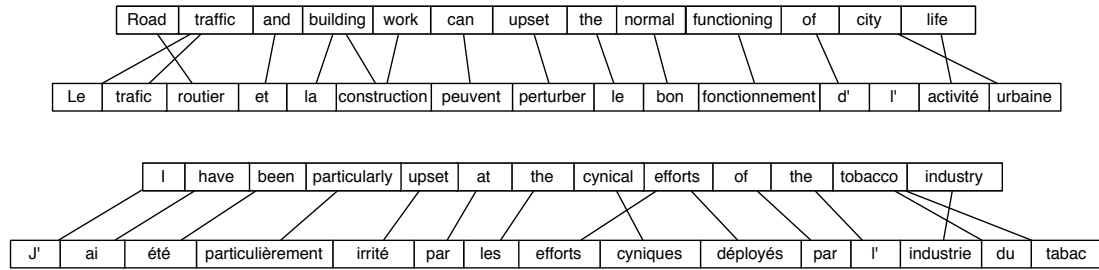 Road traffic and building work can upset the normal functioning of city life
Le trafic routier et la construction peuvent perturber le bon fonctionnement d' l' activité urbaine
I have been particularly upset at the cynical efforts of the tobacco industry
J' ai été particulièrement irrité par les efforts cyniques déployés par l' industrie du tabac